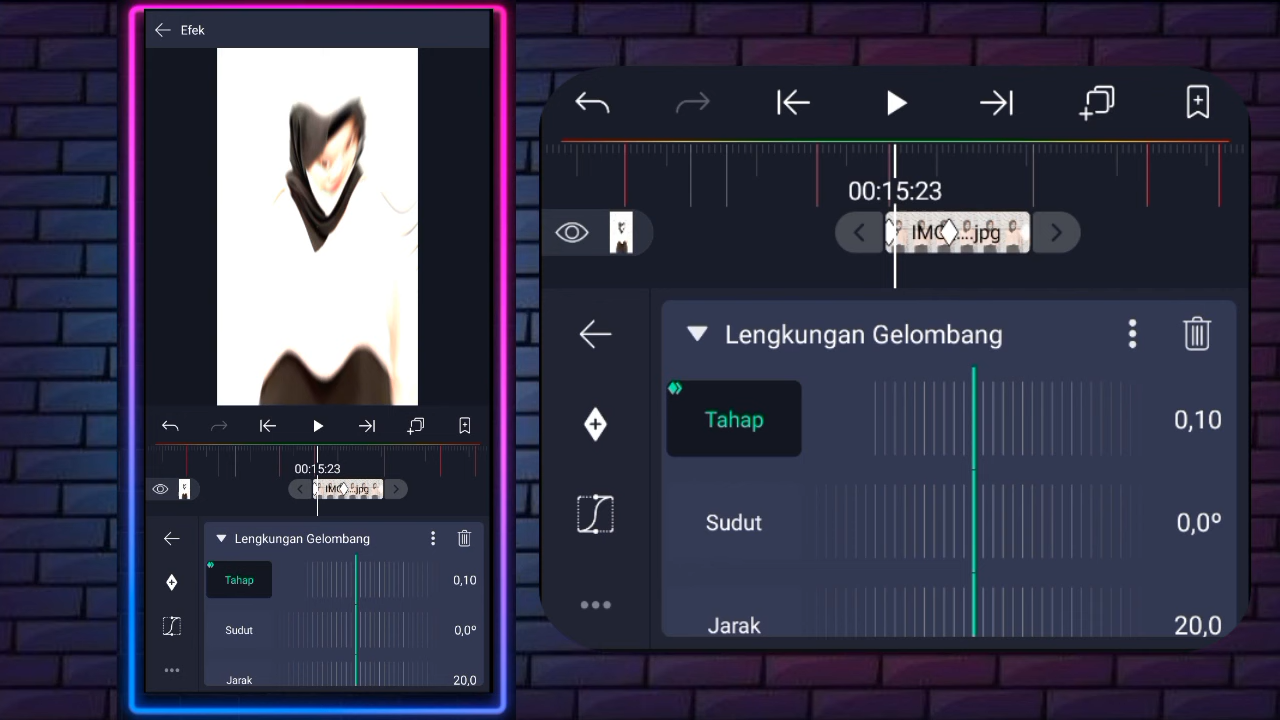 Efek
00:15:23
IMG....jpg
Lengkungan Gelombang
Tahap
0,10
Sudut
0,0º
Jarak
20,0
00:15:23
IMG....jpg
Lengkungan Gelombang
Tahap
0,10
Sudut
0,0º
Jarak
20,0